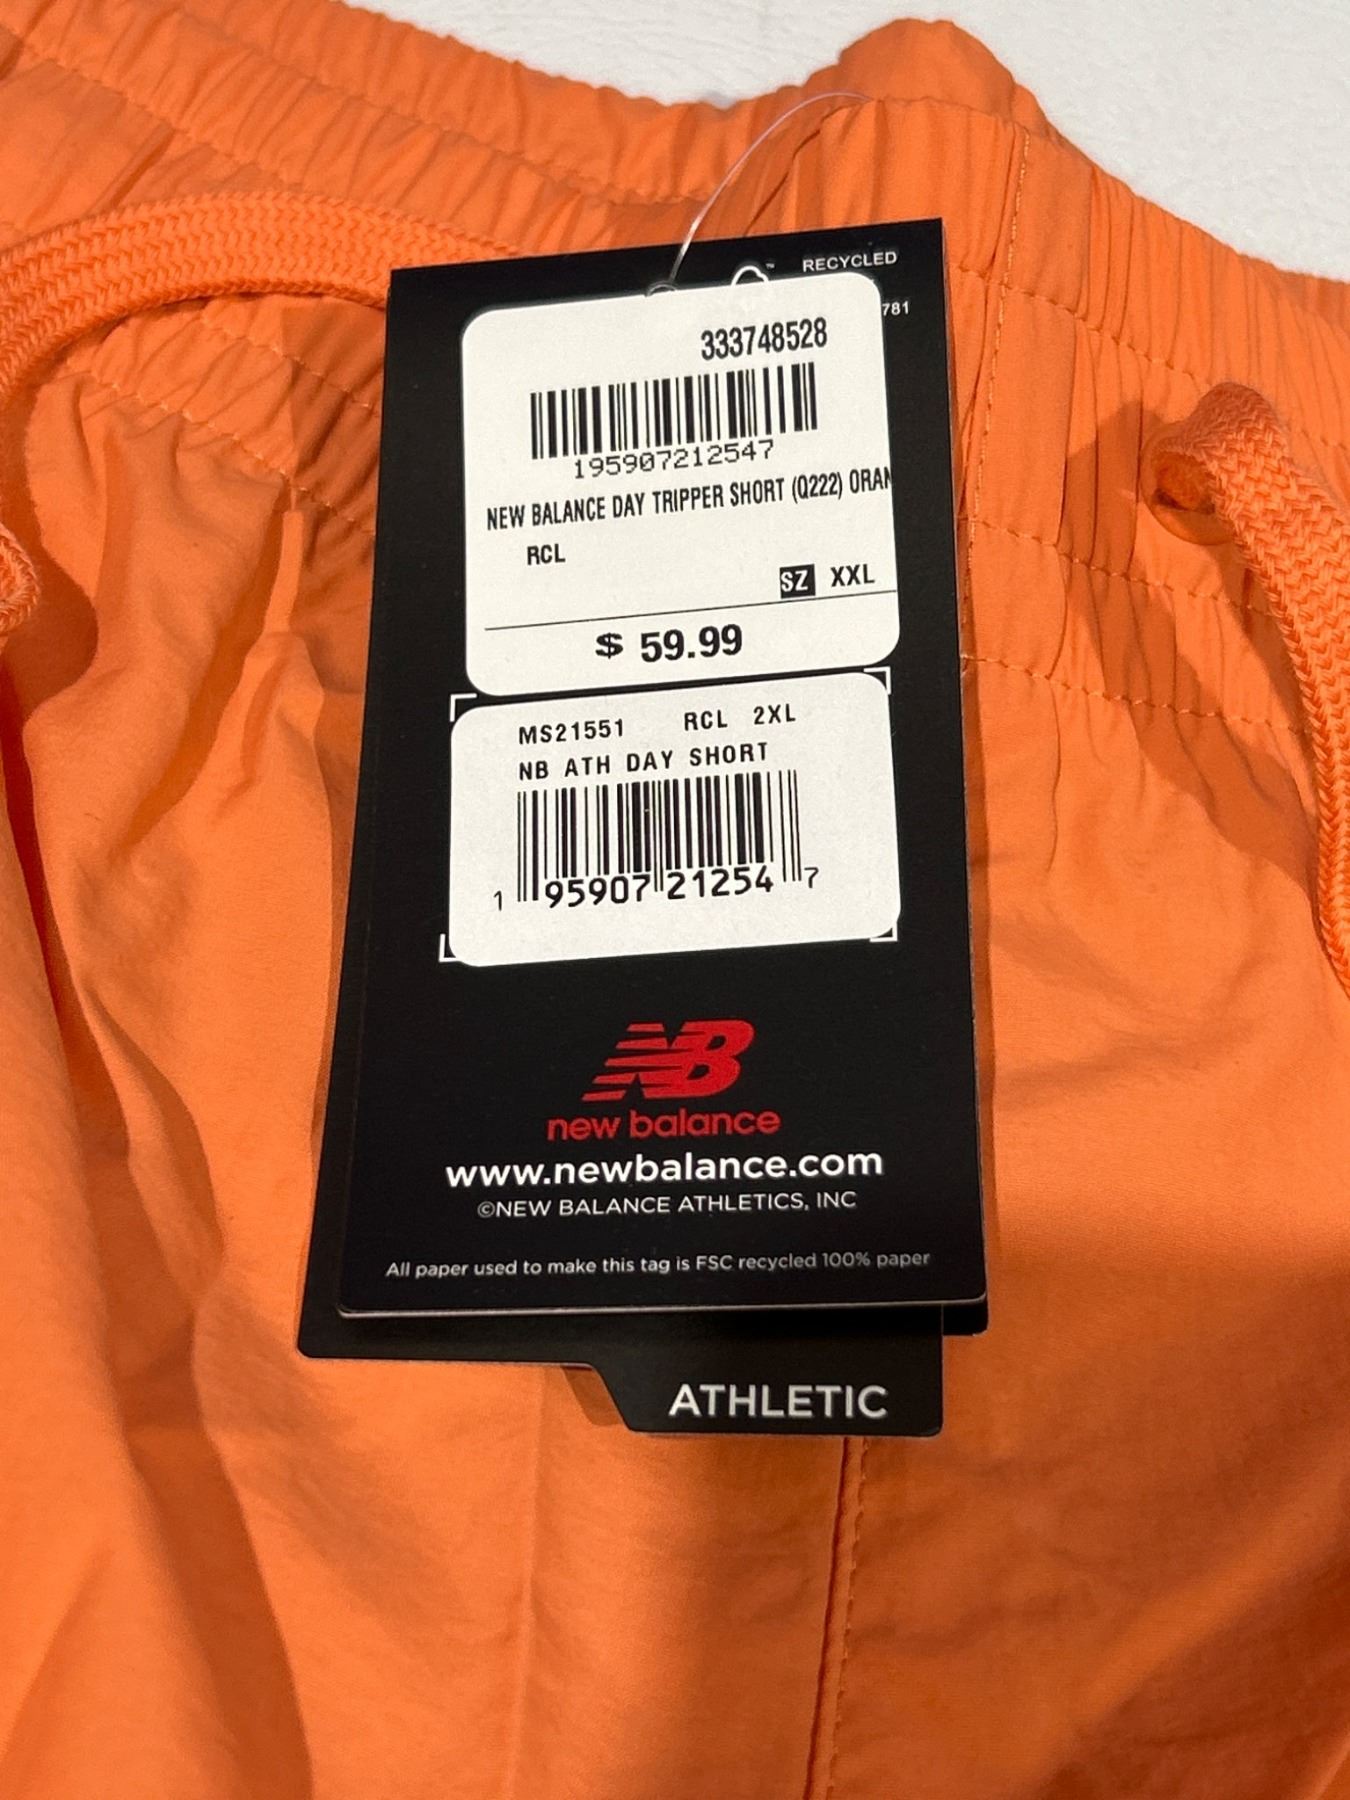 RECYCLED
781
333748528
195907212547
NEW BALANCE DAY TRIPPER SHORT (Q222) ORAN
RCL
SZ XXL
$ 59.99
MS21551 RCL 2XL
NB ATH DAY SHORT
1 95907 21254 7
NB
new balance
www.newbalance.com
©NEW BALANCE ATHLETICS, INC
All paper used to make this tag is FSC recycled 100% paper
ATHLETIC